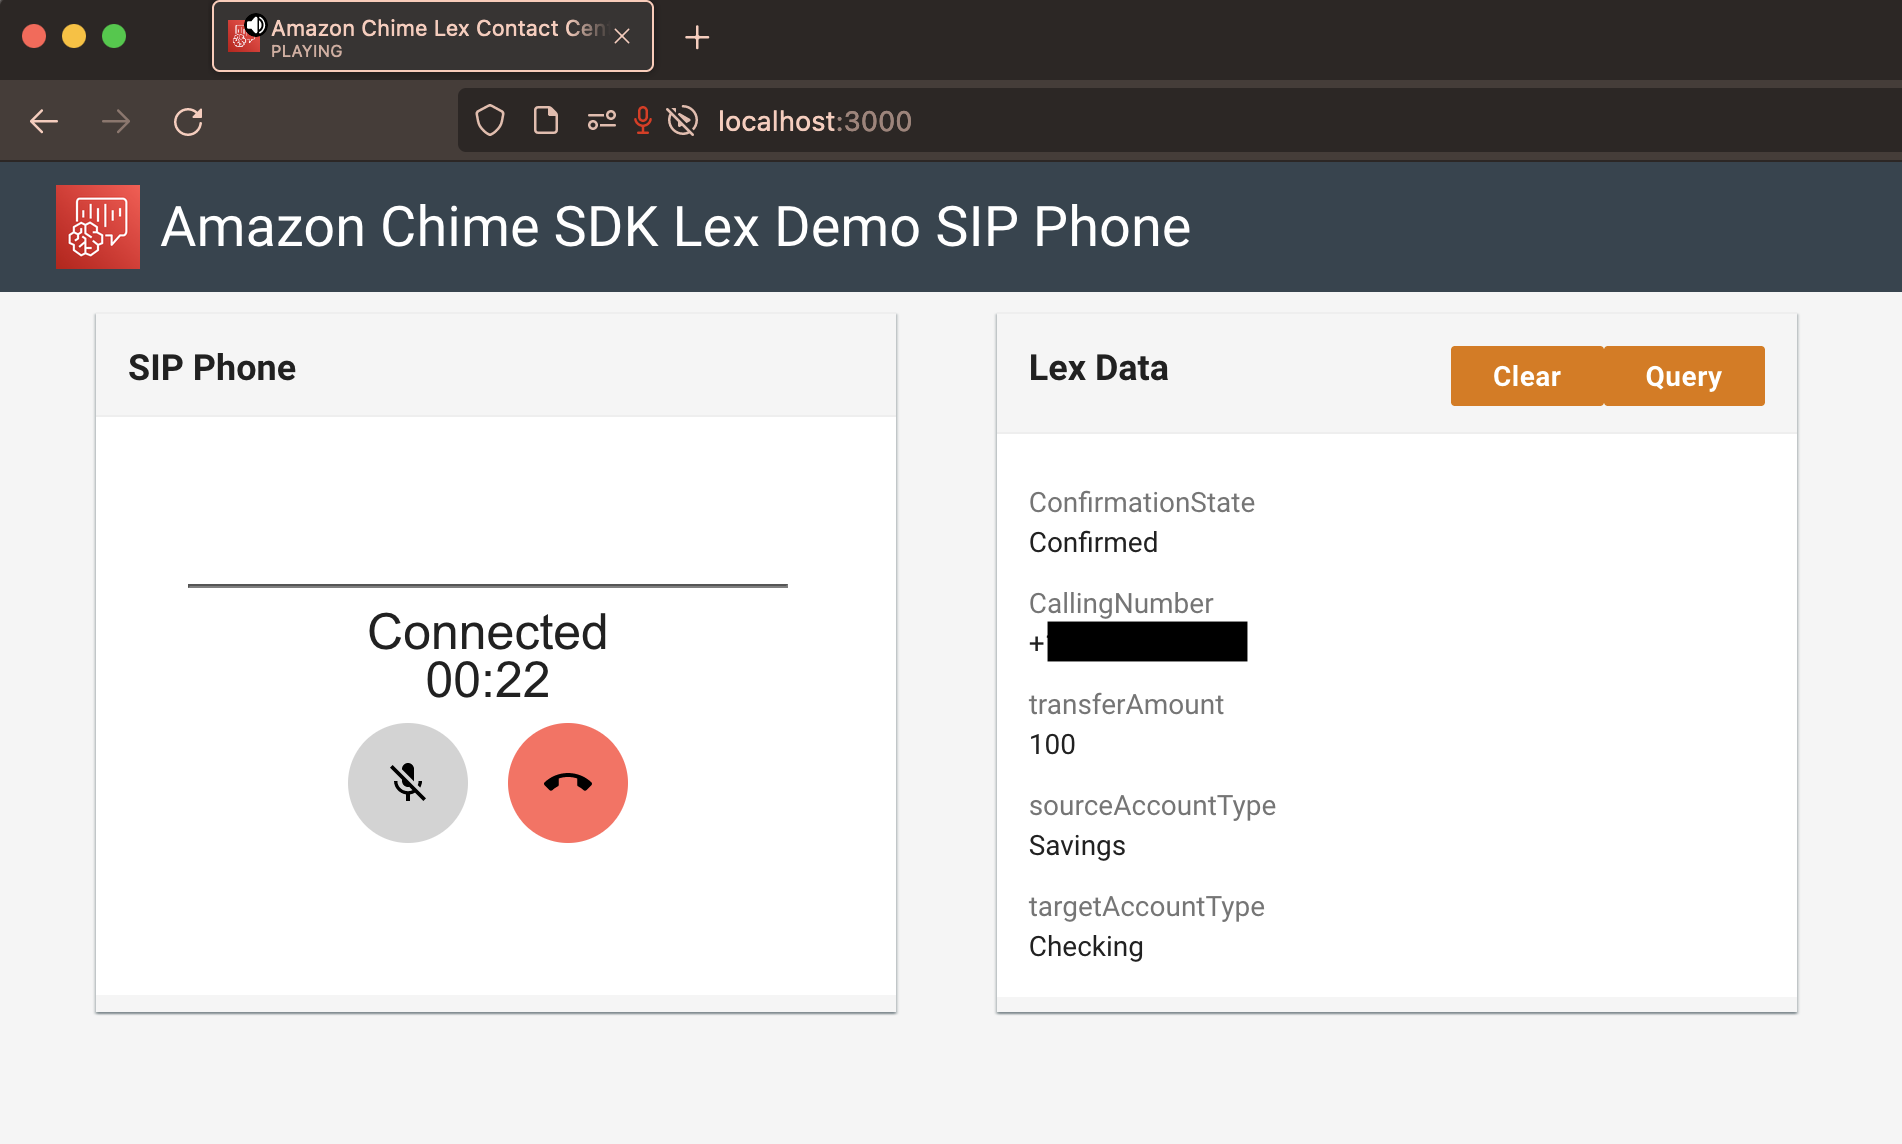 Amazon Chime Lex Contact Cen
PLAYING
localhost:3000
Amazon Chime SDK Lex Demo SIP Phone
SIP Phone
Connected
00:22
Lex Data
Clear
Query
ConfirmationState
Confirmed
CallingNumber
+
transferAmount
100
sourceAccountType
Savings
targetAccountType
Checking